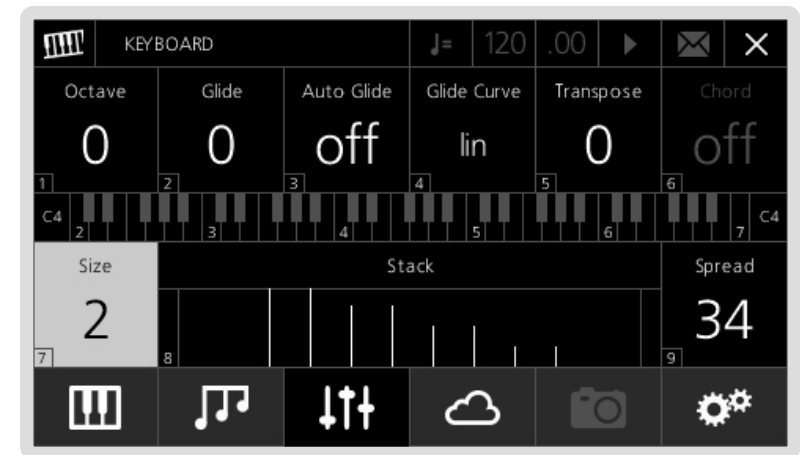 KEYBOARD ♩= 120 .00
Octave Glide Auto Glide Glide Curve Transpose Chord
0 0 off lin 0 off
1 2 3 4 5 6
C4 2 3 4 5 6 7 C4
Size Stack Spread
2 34
7 8 9